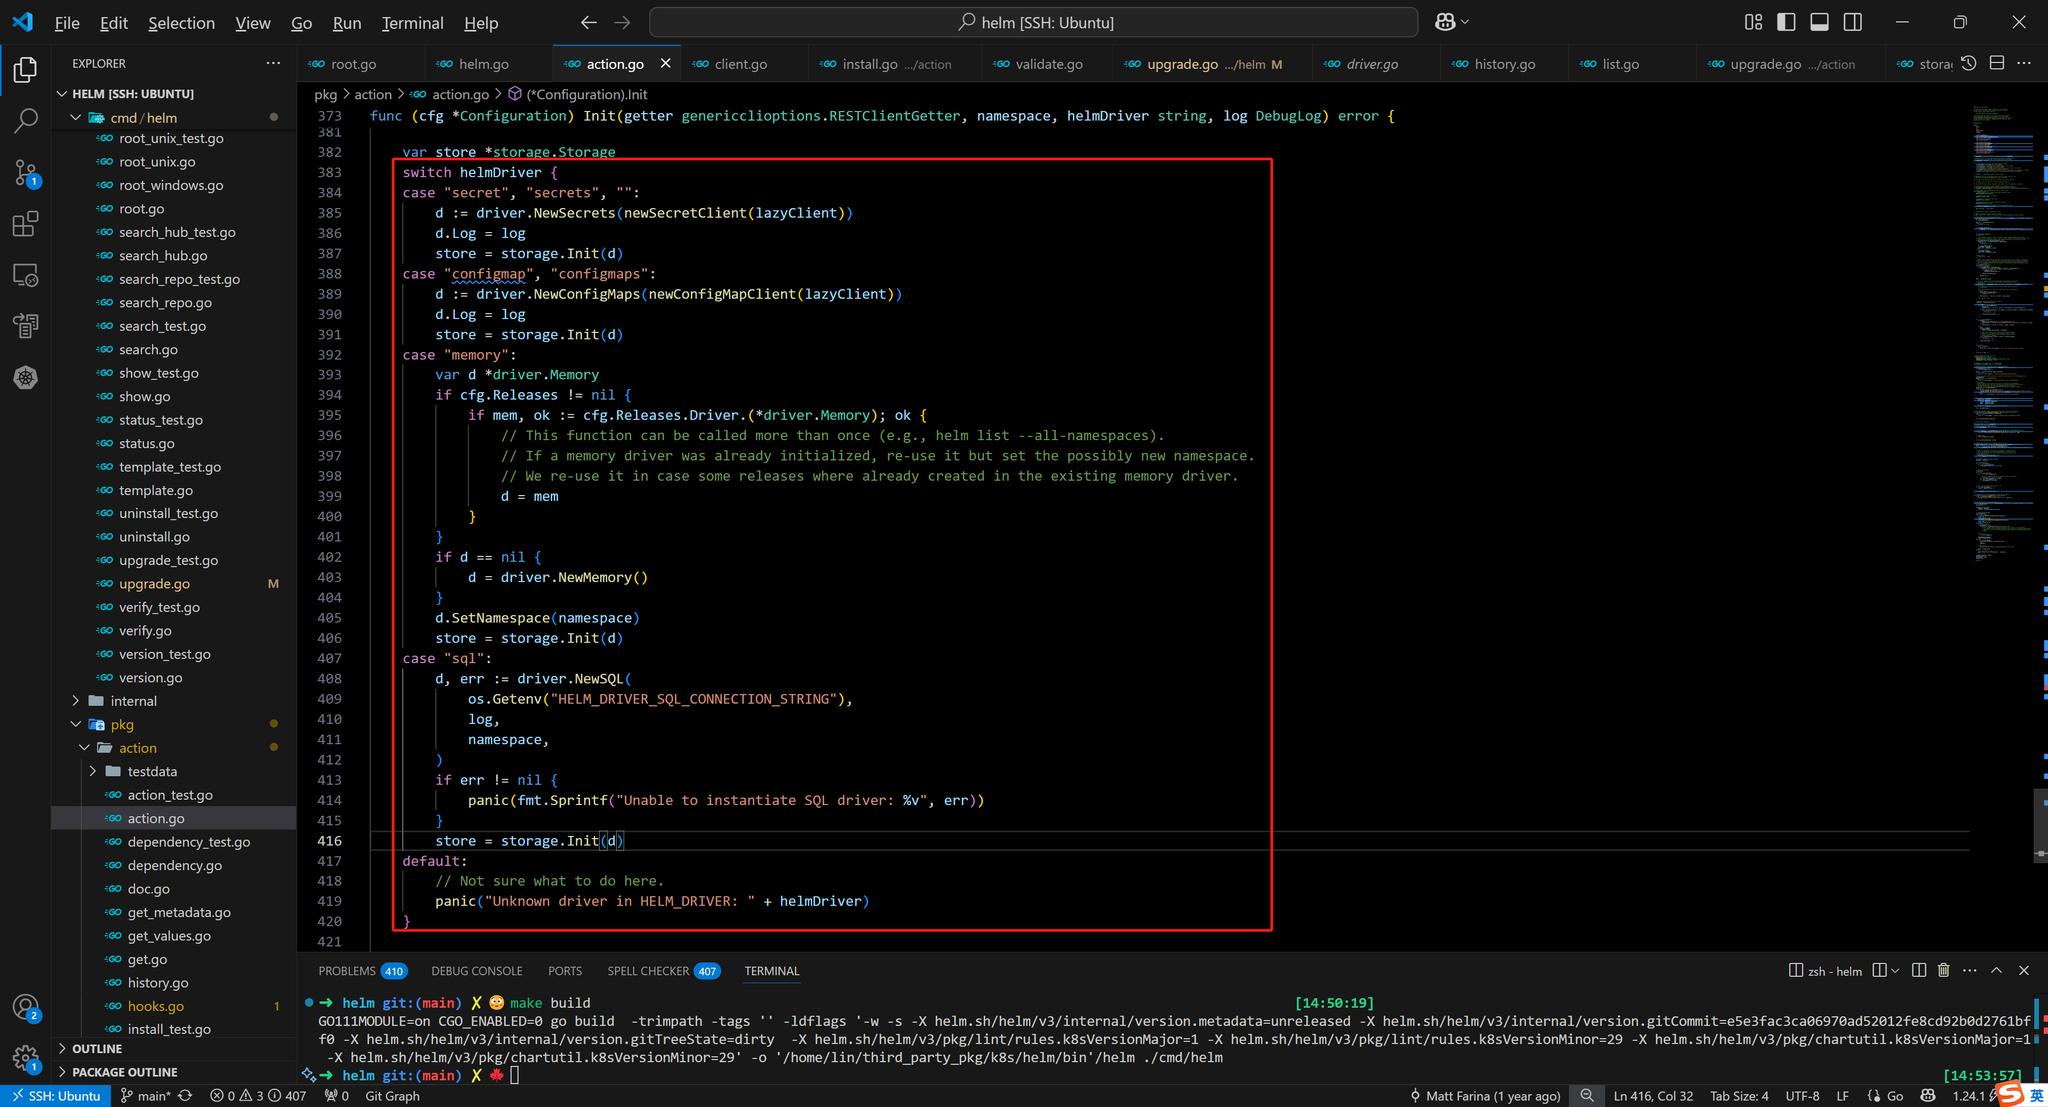 File Edit Selection View Go Run Terminal Help
helm [SSH: Ubuntu]
EXPLORER
root.go
helm.go
action.go
client.go
install.go .../action
validate.go
upgrade.go .../helm M
driver.go
history.go
list.go
upgrade.go .../action
HELM [SSH: UBUNTU]
cmd / helm
root_unix_test.go
root_unix.go
root_windows.go
root.go
search_hub_test.go
search_hub.go
search_repo_test.go
search_repo.go
search_test.go
search.go
show_test.go
show.go
status_test.go
status.go
template_test.go
template.go
uninstall_test.go
uninstall.go
upgrade_test.go
upgrade.go M
verify_test.go
verify.go
version_test.go
version.go
internal
pkg
action
testdata
action_test.go
action.go
dependency_test.go
dependency.go
doc.go
get_metadata.go
get_values.go
get.go
history.go
hooks.go 1
install_test.go
OUTLINE
PACKAGE OUTLINE
pkg > action > action.go > (*Configuration).Init
373 func (cfg *Configuration) Init(getter genericclioptions.RESTClientGetter, namespace, helmDriver string, log DebugLog) error {
381
382 var store *storage.Storage
383 switch helmDriver {
384 case "secret", "secrets", "":
385 d := driver.NewSecrets(newSecretClient(lazyClient))
386 d.Log = log
387 store = storage.Init(d)
388 case "configmap", "configmaps":
389 d := driver.NewConfigMaps(newConfigMapClient(lazyClient))
390 d.Log = log
391 store = storage.Init(d)
392 case "memory":
393 var d *driver.Memory
394 if cfg.Releases != nil {
395 if mem, ok := cfg.Releases.Driver.(*driver.Memory); ok {
396 // This function can be called more than once (e.g., helm list --all-namespaces).
397 // If a memory driver was already initialized, re-use it but set the possibly new namespace.
398 // We re-use it in case some releases where already created in the existing memory driver.
399 d = mem
400 }
401 }
402 if d == nil {
403 d = driver.NewMemory()
404 }
405 d.SetNamespace(namespace)
406 store = storage.Init(d)
407 case "sql":
408 d, err := driver.NewSQL(
409 os.Getenv("HELM_DRIVER_SQL_CONNECTION_STRING"),
410 log,
411 namespace,
412 )
413 if err != nil {
414 panic(fmt.Sprintf("Unable to instantiate SQL driver: %v", err))
415 }
416 store = storage.Init(d)
417 default:
418 // Not sure what to do here.
419 panic("Unknown driver in HELM_DRIVER: " + helmDriver)
420 }
421
PROBLEMS 410 DEBUG CONSOLE PORTS SPELL CHECKER 407 TERMINAL
zsh - helm
helm git:(main) ✗ make build [14:50:19]
GO111MODULE=on CGO_ENABLED=0 go build -trimpath -tags '' -ldflags '-w -s -X helm.sh/helm/v3/internal/version.metadata=unreleased -X helm.sh/helm/v3/internal/version.gitCommit=e5e3fac3ca06970ad52012fe8cd92b0d2761bf
f0 -X helm.sh/helm/v3/internal/version.gitTreeState=dirty -X helm.sh/helm/v3/pkg/lint/rules.k8sVersionMajor=1 -X helm.sh/helm/v3/pkg/lint/rules.k8sVersionMinor=29 -X helm.sh/helm/v3/pkg/chartutil.k8sVersionMajor=1
-X helm.sh/helm/v3/pkg/chartutil.k8sVersionMinor=29' -o '/home/lin/third_party_pkg/k8s/helm/bin'/helm ./cmd/helm
helm git:(main) ✗ [14:53:57]
SSH: Ubuntu main* 0 3 407 0 Git Graph
Matt Farina (1 year ago) Ln 416, Col 32 Tab Size: 4 UTF-8 LF Go 1.24.1 英